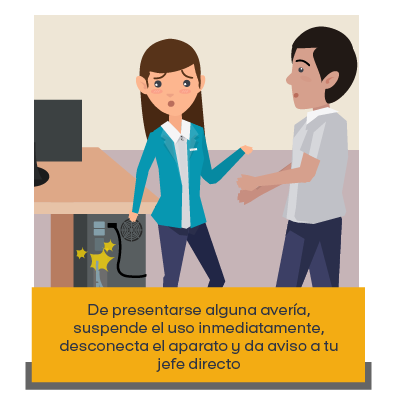 De presentarse alguna avería,
suspende el uso inmediatamente,
desconecta el aparato y da aviso a tu
jefe directo